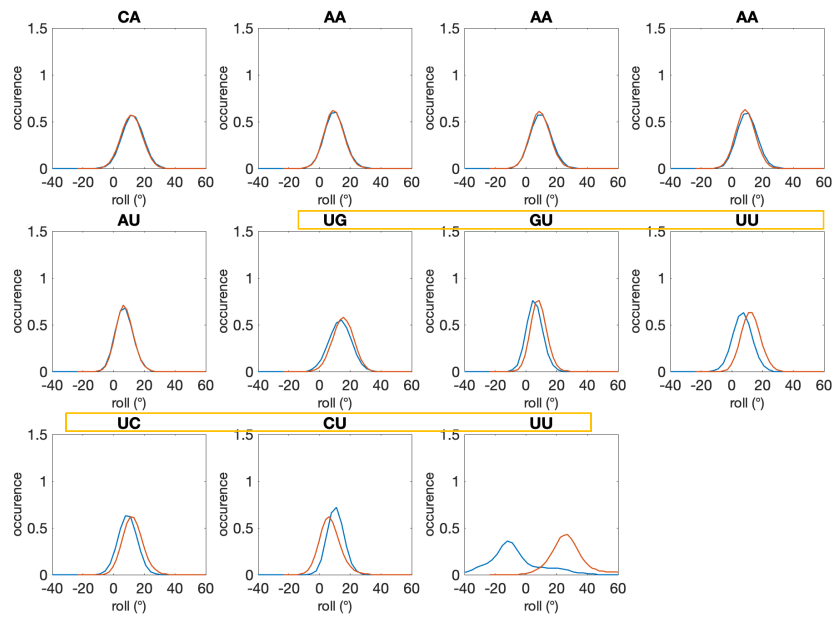 CA AA AA AA
1.5 1.5 1.5 1.5
1 1 1 1
occurence occurence occurence occurence
0.5 0.5 0.5 0.5
0 0 0 0
-40 -20 0 20 40 60 -40 -20 0 20 40 60 -40 -20 0 20 40 60 -40 -20 0 20 40 60
roll (°) roll (°) roll (°) roll (°)
AU UG GU UU
1.5 1.5 1.5 1.5
1 1 1 1
occurence occurence occurence occurence
0.5 0.5 0.5 0.5
0 0 0 0
-40 -20 0 20 40 60 -40 -20 0 20 40 60 -40 -20 0 20 40 60 -40 -20 0 20 40 60
roll (°) roll (°) roll (°) roll (°)
UC CU UU
1.5 1.5 1.5
1 1 1
occurence occurence occurence
0.5 0.5 0.5
0 0 0
-40 -20 0 20 40 60 -40 -20 0 20 40 60 -40 -20 0 20 40 60
roll (°) roll (°) roll (°)